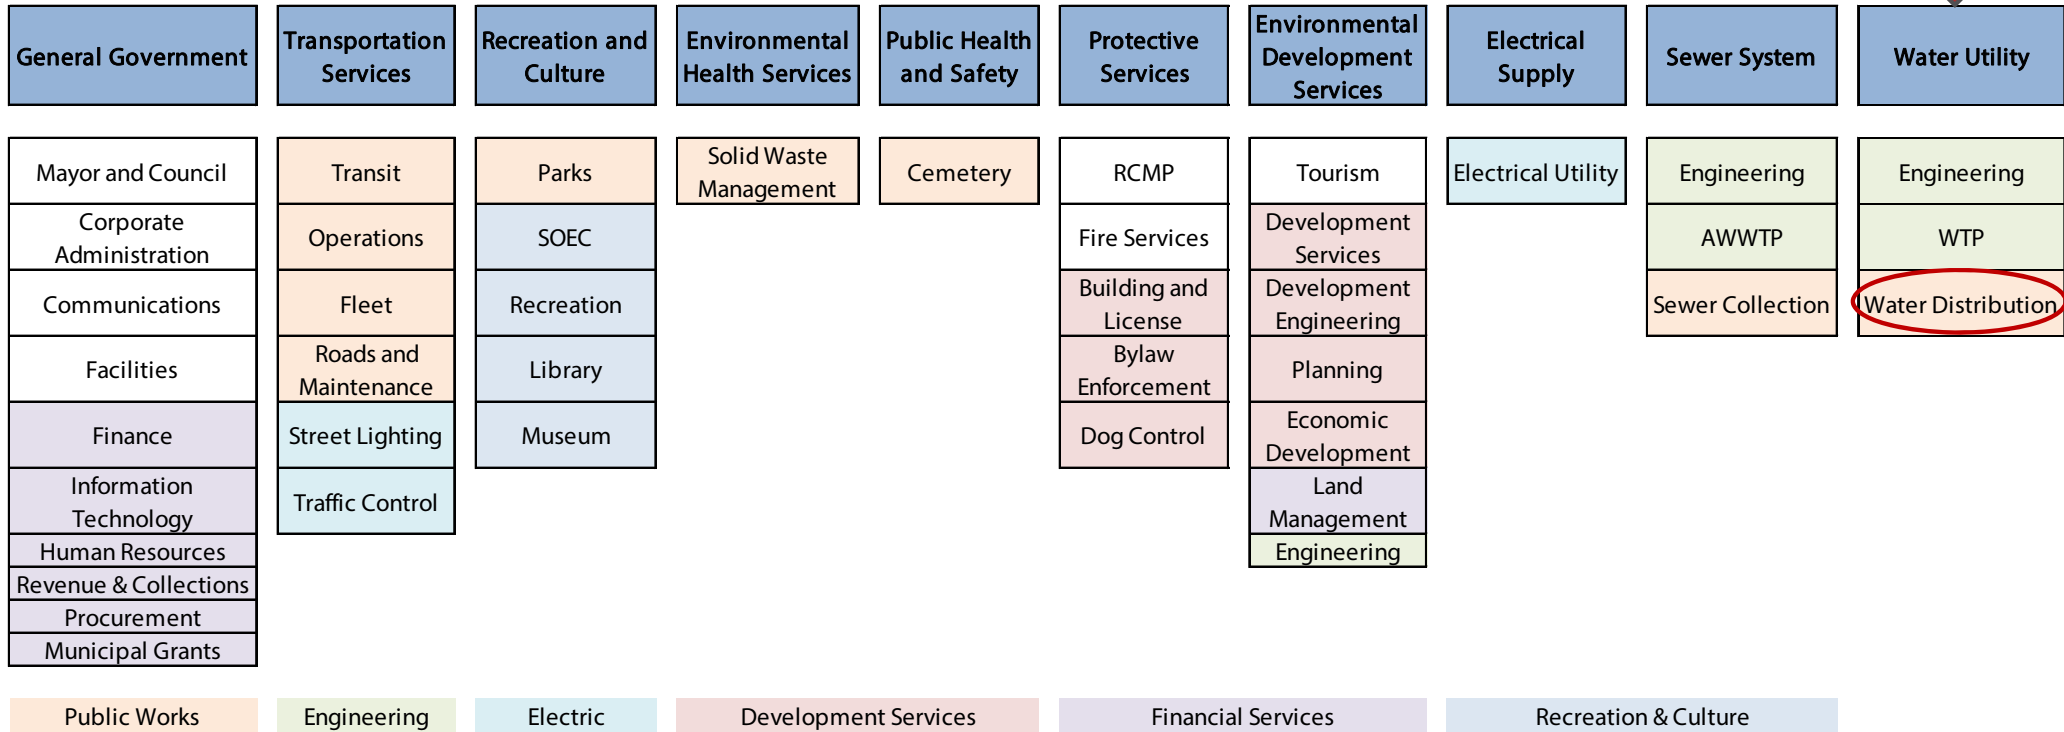 General Government
Transportation
Services
Recreation and
Culture
Environmental
Health Services
Public Health
and Safety
Protective
Services
Environmental
Development
Services
Electrical
Supply
Sewer System
Water Utility
Mayor and Council
Corporate
Administration
Communications
Facilities
Finance
Information
Technology
Human Resources
Revenue & Collections
Procurement
Municipal Grants
Transit
Operations
Fleet
Roads and
Maintenance
Street Lighting
Traffic Control
Parks
SOEC
Recreation
Library
Museum
Solid Waste
Management
Cemetery
RCMP
Fire Services
Building and
License
Bylaw
Enforcement
Dog Control
Tourism
Development
Services
Development
Engineering
Planning
Economic
Development
Land
Management
Engineering
Electrical Utility
Engineering
AWWTP
Sewer Collection
Engineering
WTP
Water Distribution
Public Works
Engineering
Electric
Development Services
Financial Services
Recreation & Culture